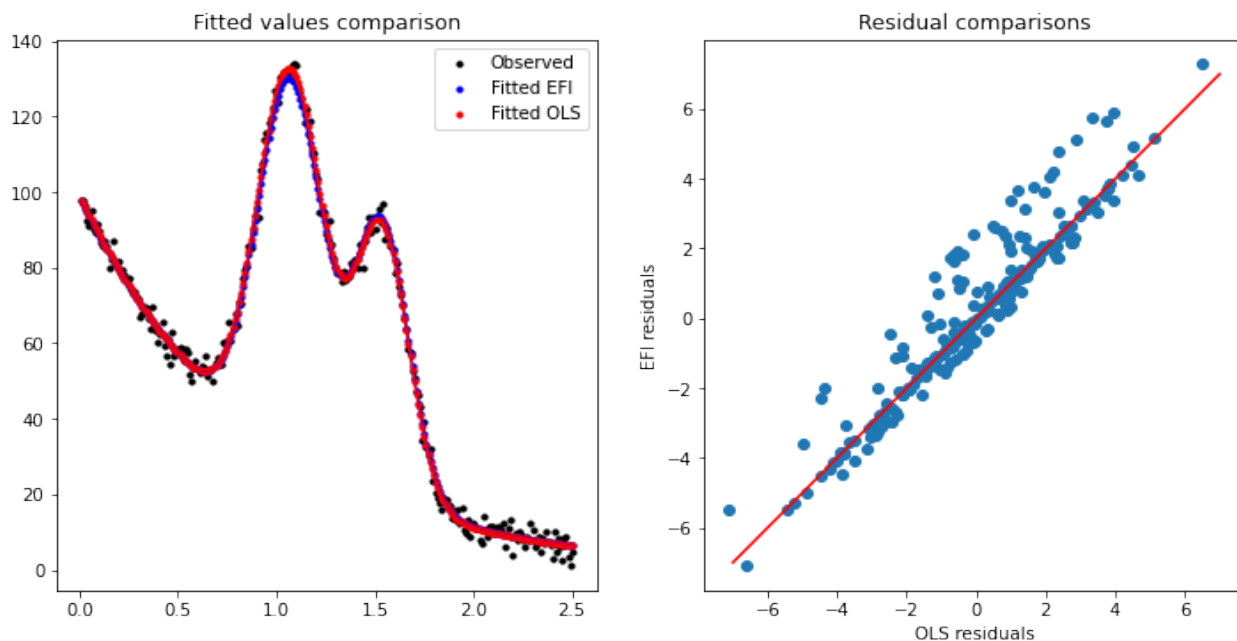 Fitted values comparison
140
120
100
80
60
40
20
0
0.0 0.5 1.0 1.5 2.0 2.5
Observed
Fitted EFI
Fitted OLS
Residual comparisons
EFI residuals
6
4
2
0
−2
−4
−6
−6 −4 −2 0 2 4 6
OLS residuals